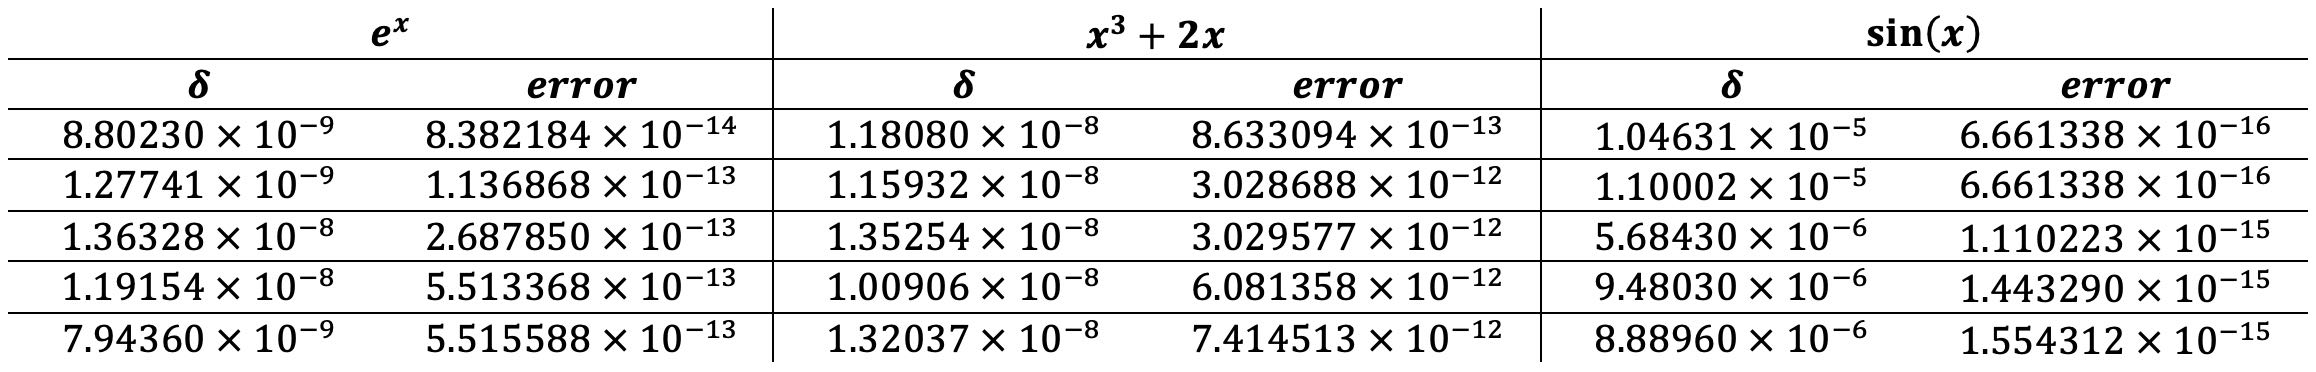 eˣ x³ + 2x sin(x)
δ error δ error δ error
8.80230 × 10⁻⁹ 8.382184 × 10⁻¹⁴ 1.18080 × 10⁻⁸ 8.633094 × 10⁻¹³ 1.04631 × 10⁻⁵ 6.661338 × 10⁻¹⁶
1.27741 × 10⁻⁹ 1.136868 × 10⁻¹³ 1.15932 × 10⁻⁸ 3.028688 × 10⁻¹² 1.10002 × 10⁻⁵ 6.661338 × 10⁻¹⁶
1.36328 × 10⁻⁸ 2.687850 × 10⁻¹³ 1.35254 × 10⁻⁸ 3.029577 × 10⁻¹² 5.68430 × 10⁻⁶ 1.110223 × 10⁻¹⁵
1.19154 × 10⁻⁸ 5.513368 × 10⁻¹³ 1.00906 × 10⁻⁸ 6.081358 × 10⁻¹² 9.48030 × 10⁻⁶ 1.443290 × 10⁻¹⁵
7.94360 × 10⁻⁹ 5.515588 × 10⁻¹³ 1.32037 × 10⁻⁸ 7.414513 × 10⁻¹² 8.88960 × 10⁻⁶ 1.554312 × 10⁻¹⁵